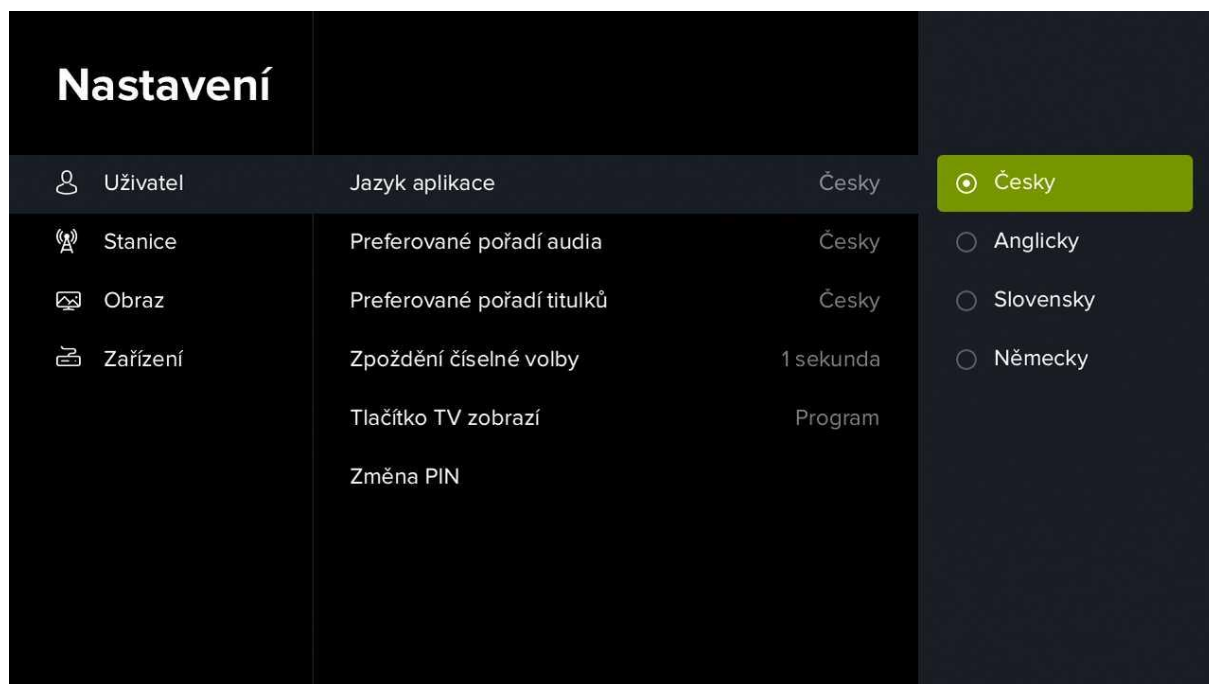 Nastavení
Uživatel Jazyk aplikace Česky Česky
Stanice Preferované pořadí audia Česky Anglicky
Obraz Preferované pořadí titulků Česky Slovensky
Zařízení Zpoždění číselné volby 1 sekunda Německy
Tlačítko TV zobrazí Program
Změna PIN